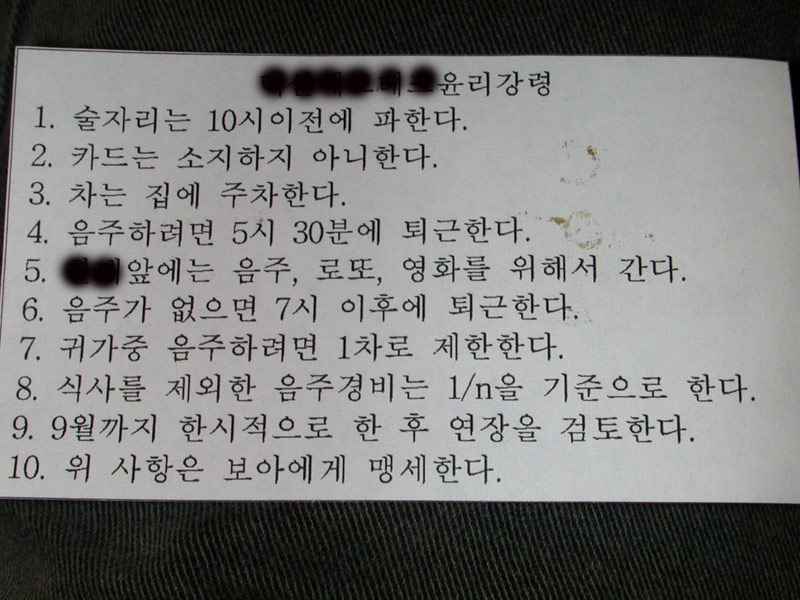 윤리강령
1. 술자리는 10시이전에 파한다.
2. 카드는 소지하지 아니한다.
3. 차는 집에 주차한다.
4. 음주하려면 5시 30분에 퇴근한다.
5. 앞에는 음주, 로또, 영화를 위해서 간다.
6. 음주가 없으면 7시 이후에 퇴근한다.
7. 귀가중 음주하려면 1차로 제한한다.
8. 식사를 제외한 음주경비는 1/n을 기준으로 한다.
9. 9월까지 한시적으로 한 후 연장을 검토한다.
10. 위 사항은 보아에게 맹세한다.